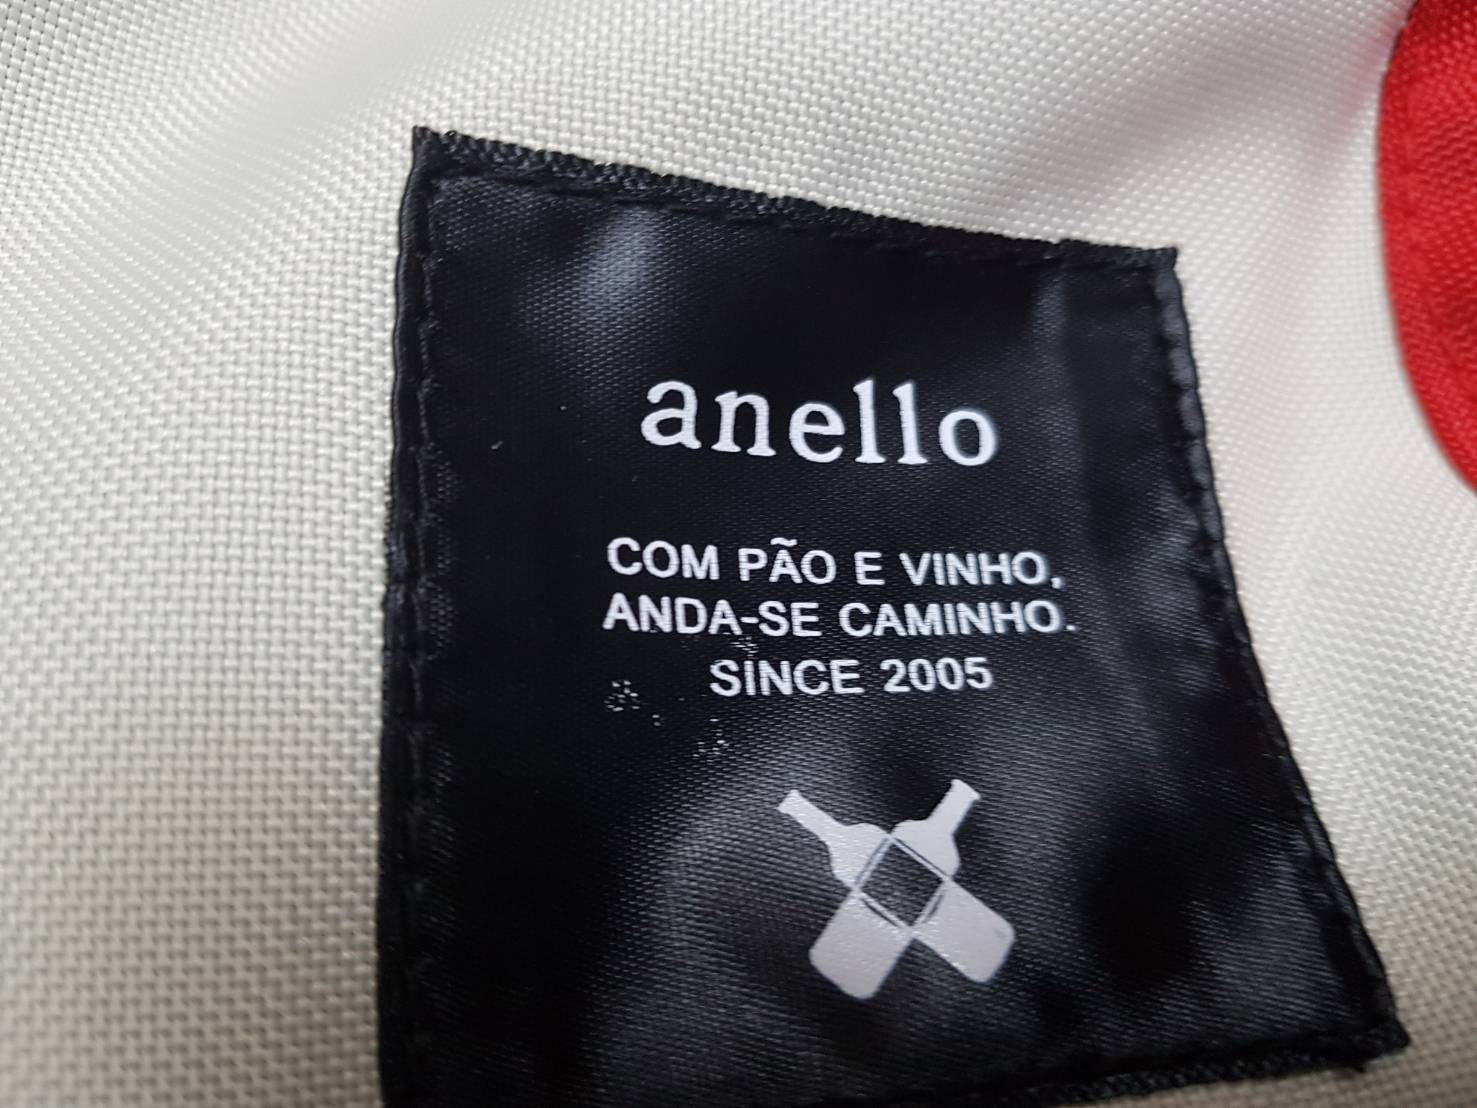 anello
COM PÃO E VINHO,
ANDA-SE CAMINHO.
SINCE 2005